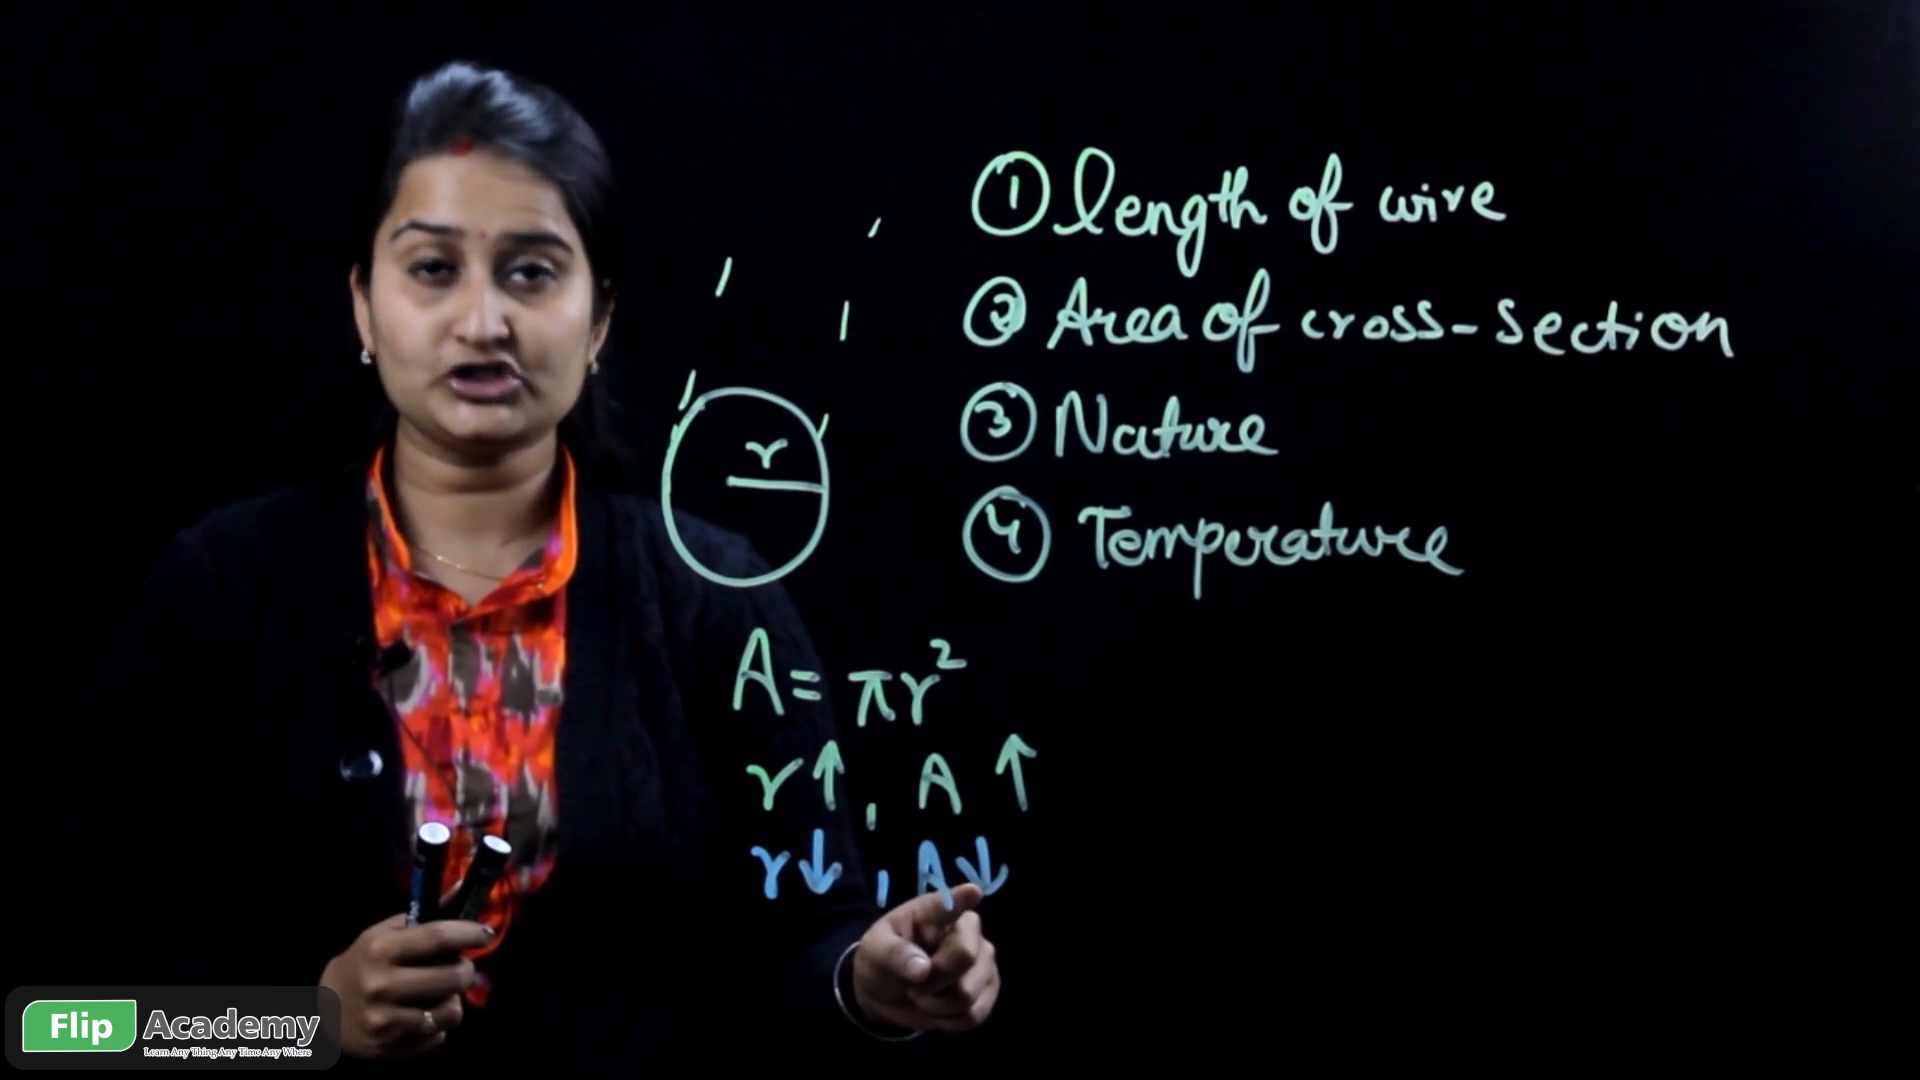 ① length of wire
② Area of cross-section
③ Nature
④ Temperature
r
A = πr²
r↑, A ↑
r↓, A↓
Flip Academy
Learn Any Thing Any Time Any Where